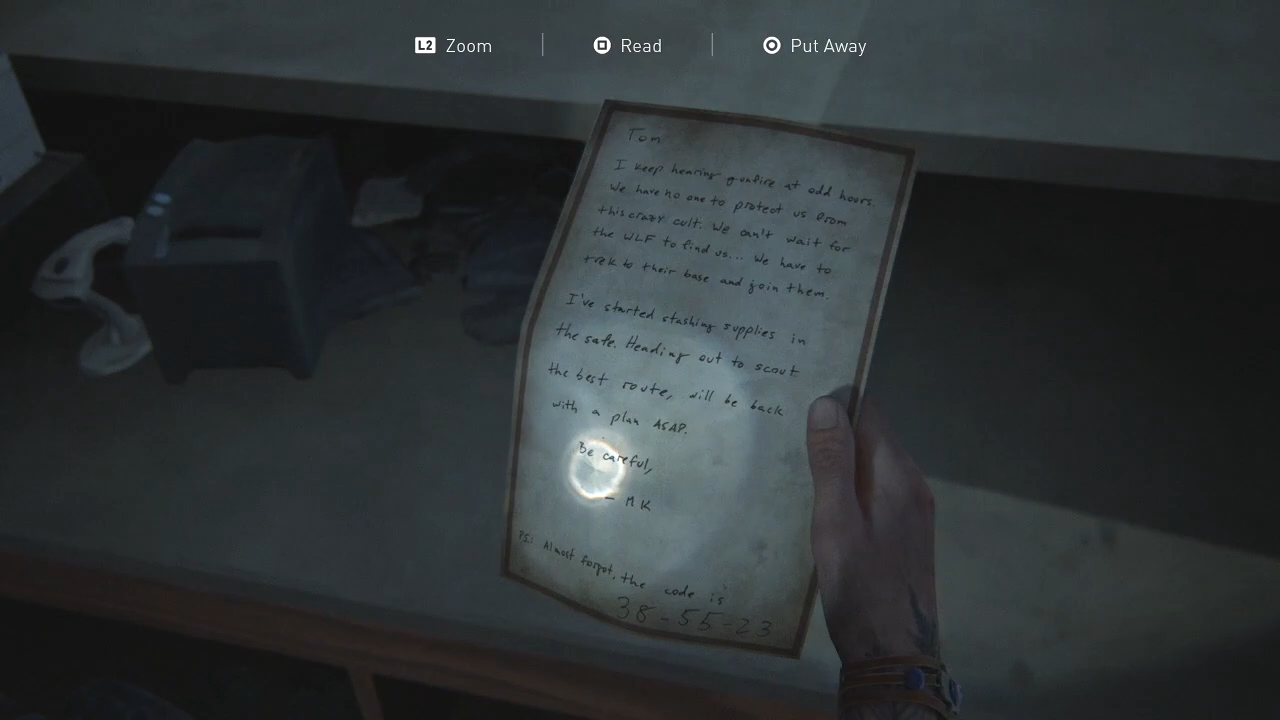 L2 Zoom Read Put Away
Tom
I keep hearing gunfire at odd hours.
We have no one to protect us from
this crazy cult. We can't wait for
the WLF to find us... We have to
trek to their base and join them.
I've started stashing supplies in
the safe. Heading out to scout
the best route, will be back
with a plan ASAP.
Be careful,
- MK
PS: Almost forgot, the code is
38-55-23